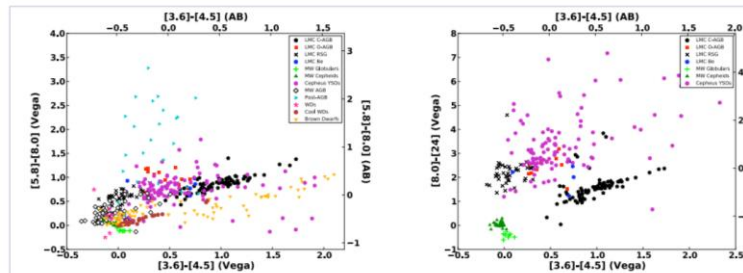 [3.6]-[4.5] (AB)
−0.5 0.0 0.5 1.0 1.5
4.0
3.5
3.0
2.5
2.0
1.5
1.0
0.5
0.0
−0.5
[5.8]-[8.0] (Vega)
LMC C-AGB
LMC O-AGB
LMC RSG
LMC Be
MW Globulars
MW Cepheids
Cepheus YSOs
MW AGB
Post-AGB
WDs
Cool WDs
Brown Dwarfs
3
2
1
0
−1
[5.8]-[8.0] (AB)
−0.5 0.0 0.5 1.0 1.5 2.0
[3.6]-[4.5] (Vega)
[3.6]-[4.5] (AB)
−0.5 0.0 0.5 1.0 1.5
8
7
6
5
4
3
2
1
0
−1
[8.0]-[24] (Vega)
LMC C-AGB
LMC O-AGB
LMC RSG
LMC Be
MW Globulars
MW Cepheids
Cepheus YSOs
−0.5 0.0 0.5 1.0 1.5 2.0 2.5
[3.6]-[4.5] (Vega)